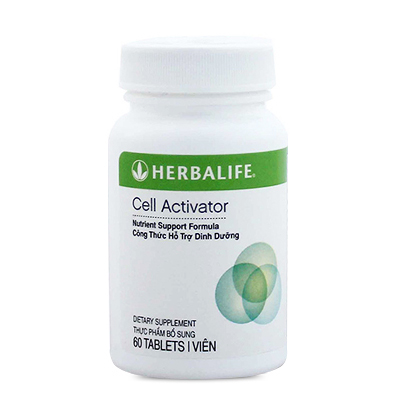 HERBALIFE®
Cell Activator
Nutrient Support Formula
Công Thức Hỗ Trợ Dinh Dưỡng
DIETARY SUPPLEMENT
THỰC PHẨM BỔ SUNG
60 TABLETS | VIÊN